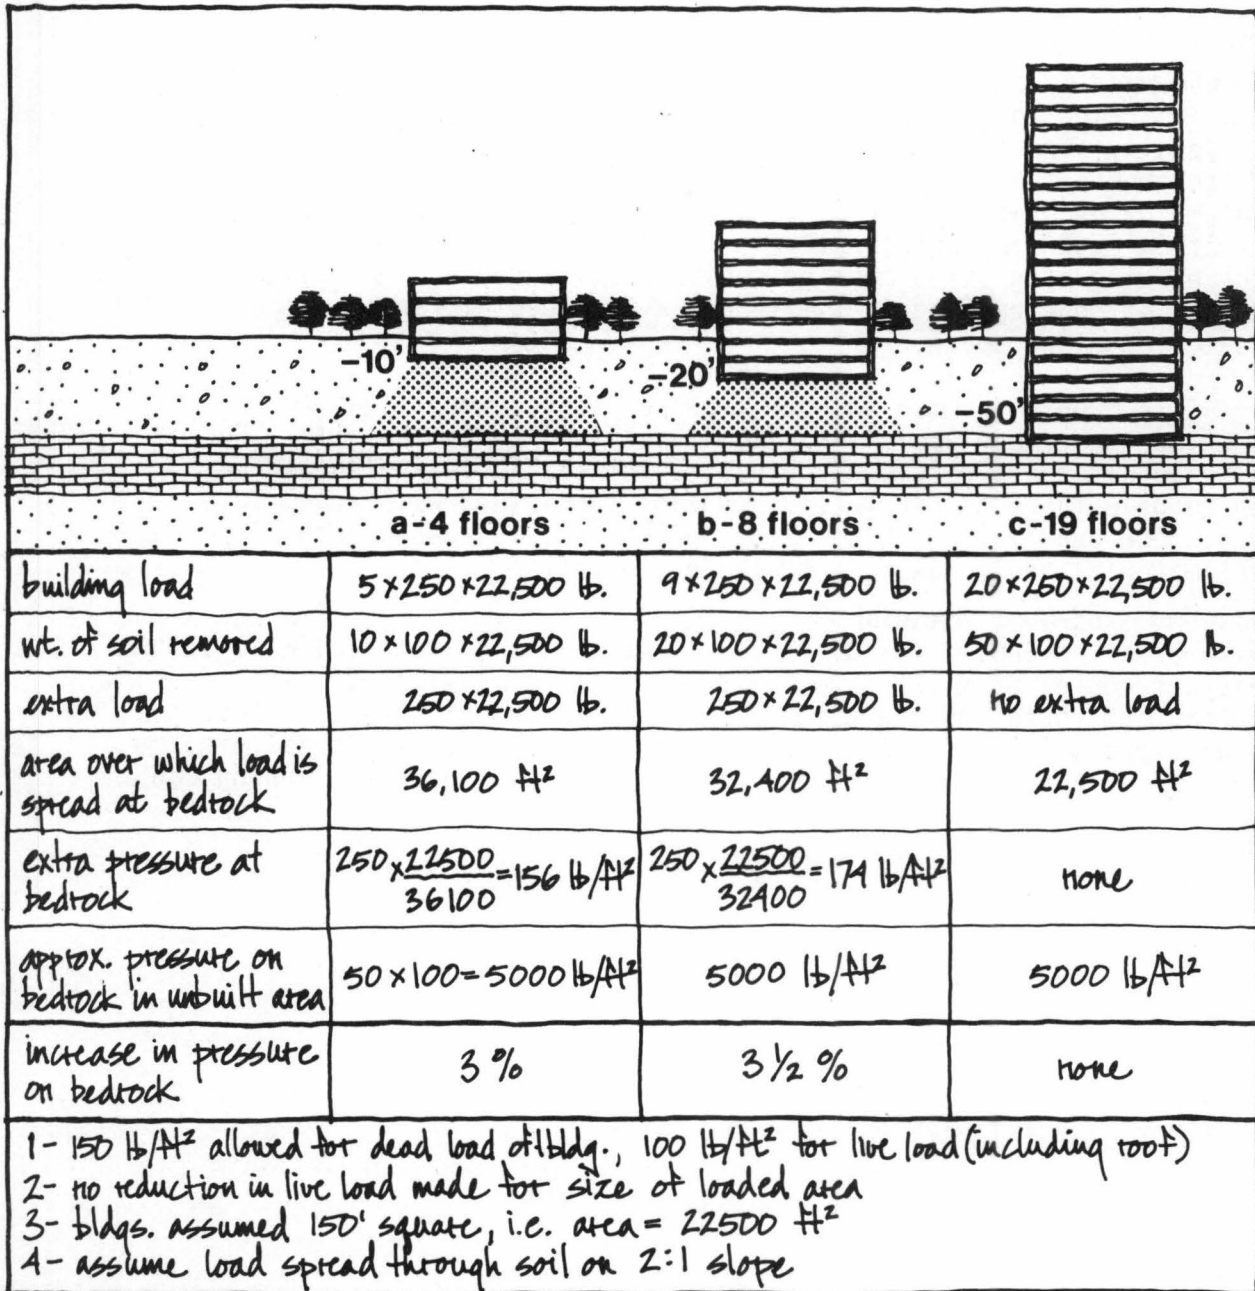 -10'
-20'
-50'
a-4 floors
b-8 floors
c-19 floors
building load
5×250×22,500 lb.
9×250×22,500 lb.
20×250×22,500 lb.
wt. of soil removed
10×100×22,500 lb.
20×100×22,500 lb.
50×100×22,500 lb.
extra load
250×22,500 lb.
250×22,500 lb.
no extra load
area over which load is
spread at bedrock
36,100 ft²
32,400 ft²
22,500 ft²
extra pressure at
bedrock
250×22500/36100=156 lb/ft²
250×22500/32400=174 lb/ft²
none
approx. pressure on
bedrock in unbuilt area
50×100=5000 lb/ft²
5000 lb/ft²
5000 lb/ft²
increase in pressure
on bedrock
3 %
3 ½ %
none
1- 150 lb/ft² allowed for dead load of bldg., 100 lb/ft² for live load (including roof)
2- no reduction in live load made for size of loaded area
3- bldgs. assumed 150' square, i.e. area = 22500 ft²
4- assume load spread through soil on 2:1 slope